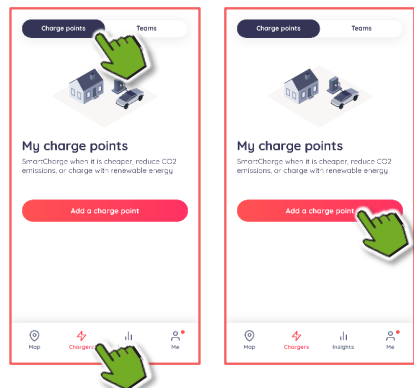 Charge points
Teams
My charge points
SmartCharge when it is cheaper, reduce CO2
emissions, or charge with renewable energy
Add a charge point
Map
Chargers
Me
Charge points
Teams
My charge points
SmartCharge when it is cheaper, reduce CO2
emissions, or charge with renewable energy
Add a charge point
Map
Chargers
Insights
Me